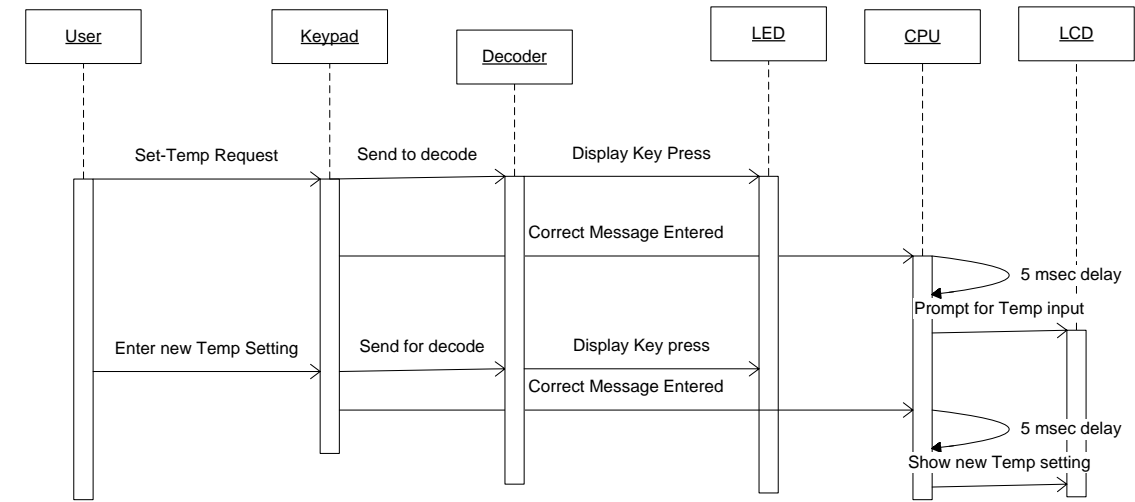 User
Keypad
Decoder
LED
CPU
LCD
Set-Temp Request
Send to decode
Display Key Press
Correct Message Entered
5 msec delay
Prompt for Temp input
Enter new Temp Setting
Send for decode
Display Key press
Correct Message Entered
5 msec delay
Show new Temp setting